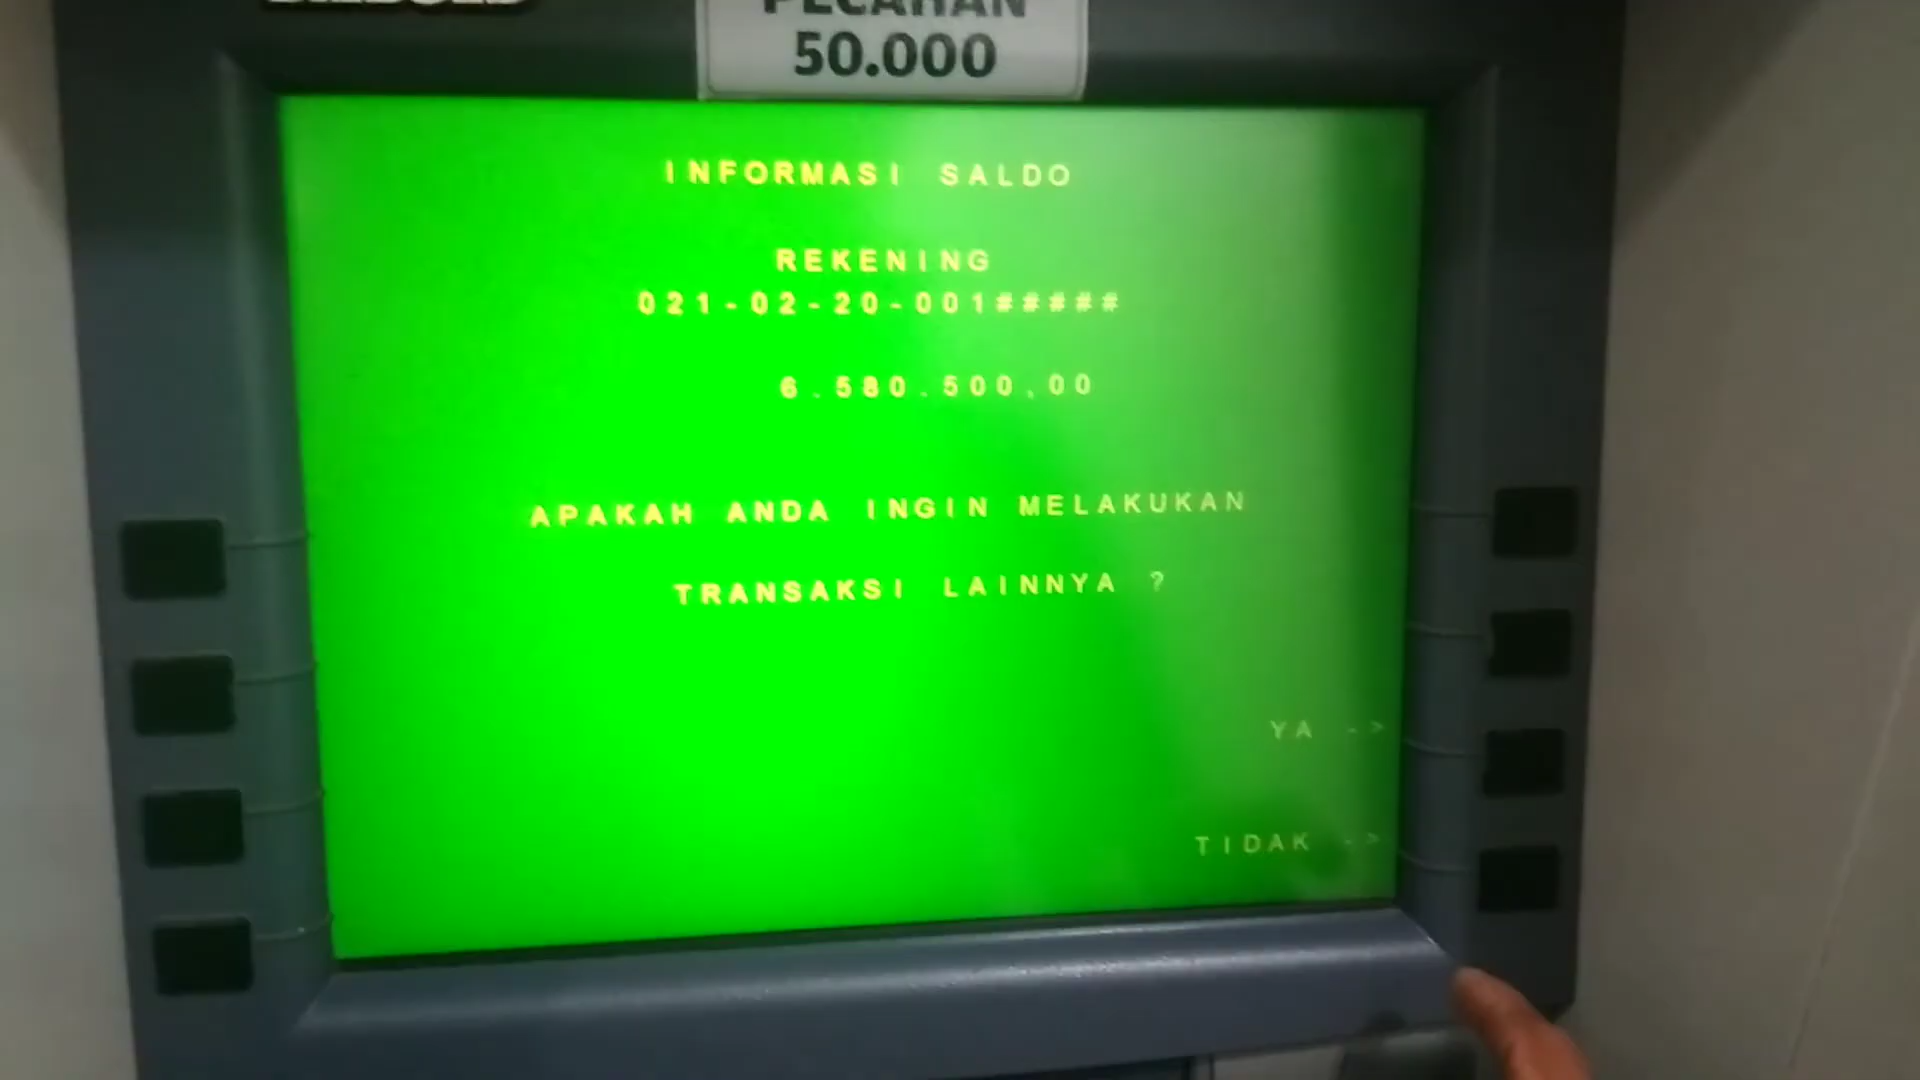 PECAHAN
50.000
INFORMASI SALDO
REKENING
021-02-20-001#####
6.580.500,00
APAKAH ANDA INGIN MELAKUKAN
TRANSAKSI LAINNYA ?
YA ->
TIDAK ->